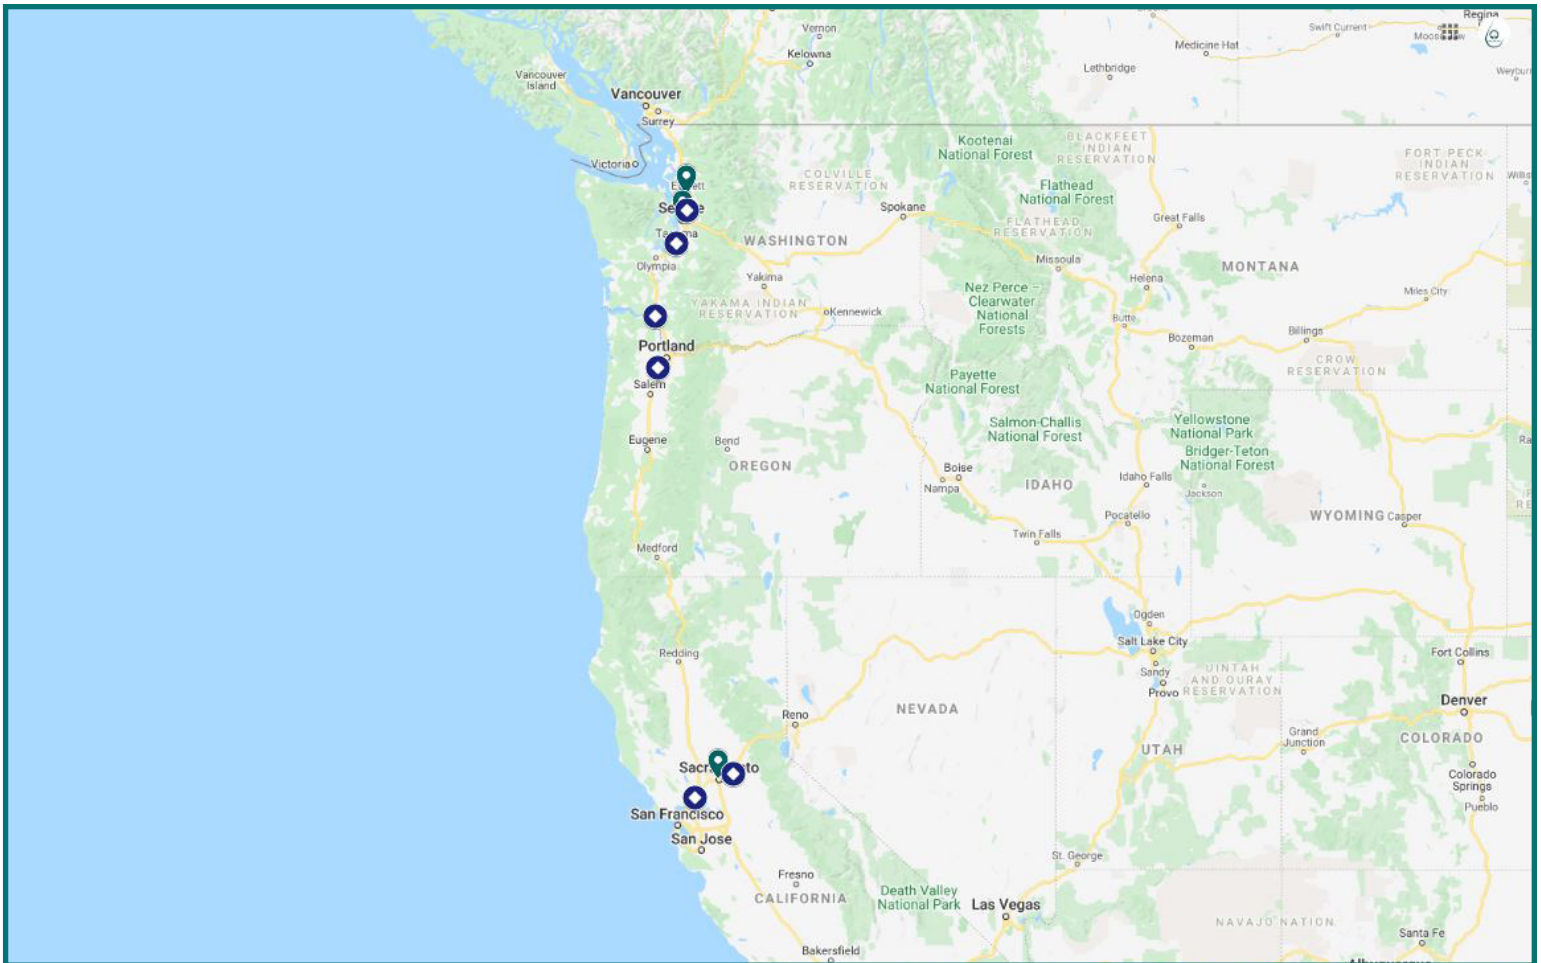 Vernon
Kelowna
Swift Current
Regina
Medicine Hat
Lethbridge
Vancouver
Island
Vancouver
Surrey
Victoria
Kootenai
National Forest
BLACKFEET
INDIAN
RESERVATION
FORT PECK
INDIAN
RESERVATION
COLVILLE
RESERVATION
Flathead
National Forest
Spokane
Great Falls
FLATHEAD
RESERVATION
WASHINGTON
Missoula
MONTANA
Olympia
Yakima
Helena
Miles City
Nez Perce –
Clearwater
National
Forests
YAKAMA INDIAN
RESERVATION
Kennewick
Butte
Billings
Bozeman
Portland
CROW
RESERVATION
Payette
National Forest
Salem
Salmon-Challis
National Forest
Yellowstone
National Park
Eugene
Bend
OREGON
Bridger-Teton
National Forest
Boise
Nampa
IDAHO
Idaho Falls
Jackson
Pocatello
WYOMING
Casper
Twin Falls
Medford
Ogden
Salt Lake City
Redding
Sandy
Provo
UINTAH
AND OURAY
RESERVATION
Fort Collins
Denver
NEVADA
Reno
Grand
Junction
COLORADO
UTAH
Colorado
Springs
Pueblo
San Francisco
San Jose
St. George
Fresno
CALIFORNIA
Death Valley
National Park
Las Vegas
NAVAJO NATION
Santa Fe
Bakersfield